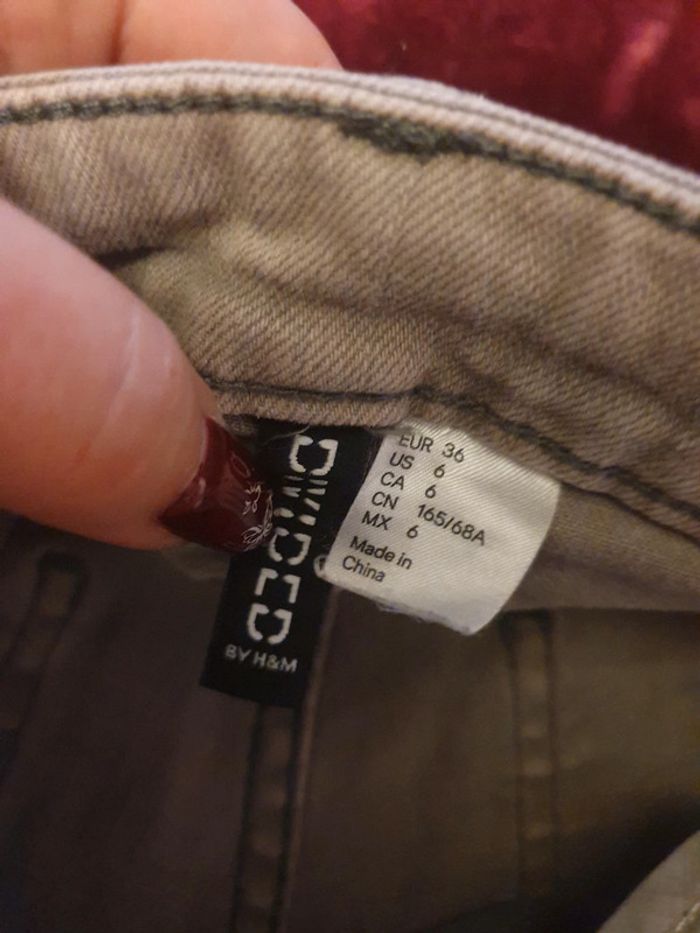 DIVIDED
BY H&M
EUR 36
US 6
CA 6
CN 165/68A
MX 6
Made in
China